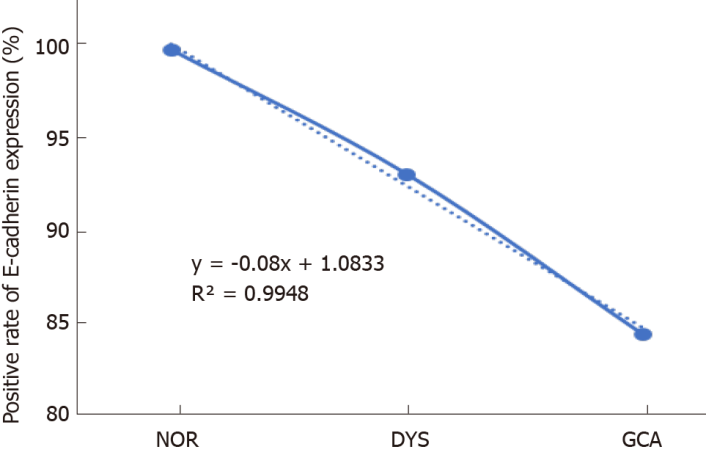 Positive rate of E-cadherin expression (%)
100
95
90
85
80
y = -0.08x + 1.0833
R² = 0.9948
NOR DYS GCA